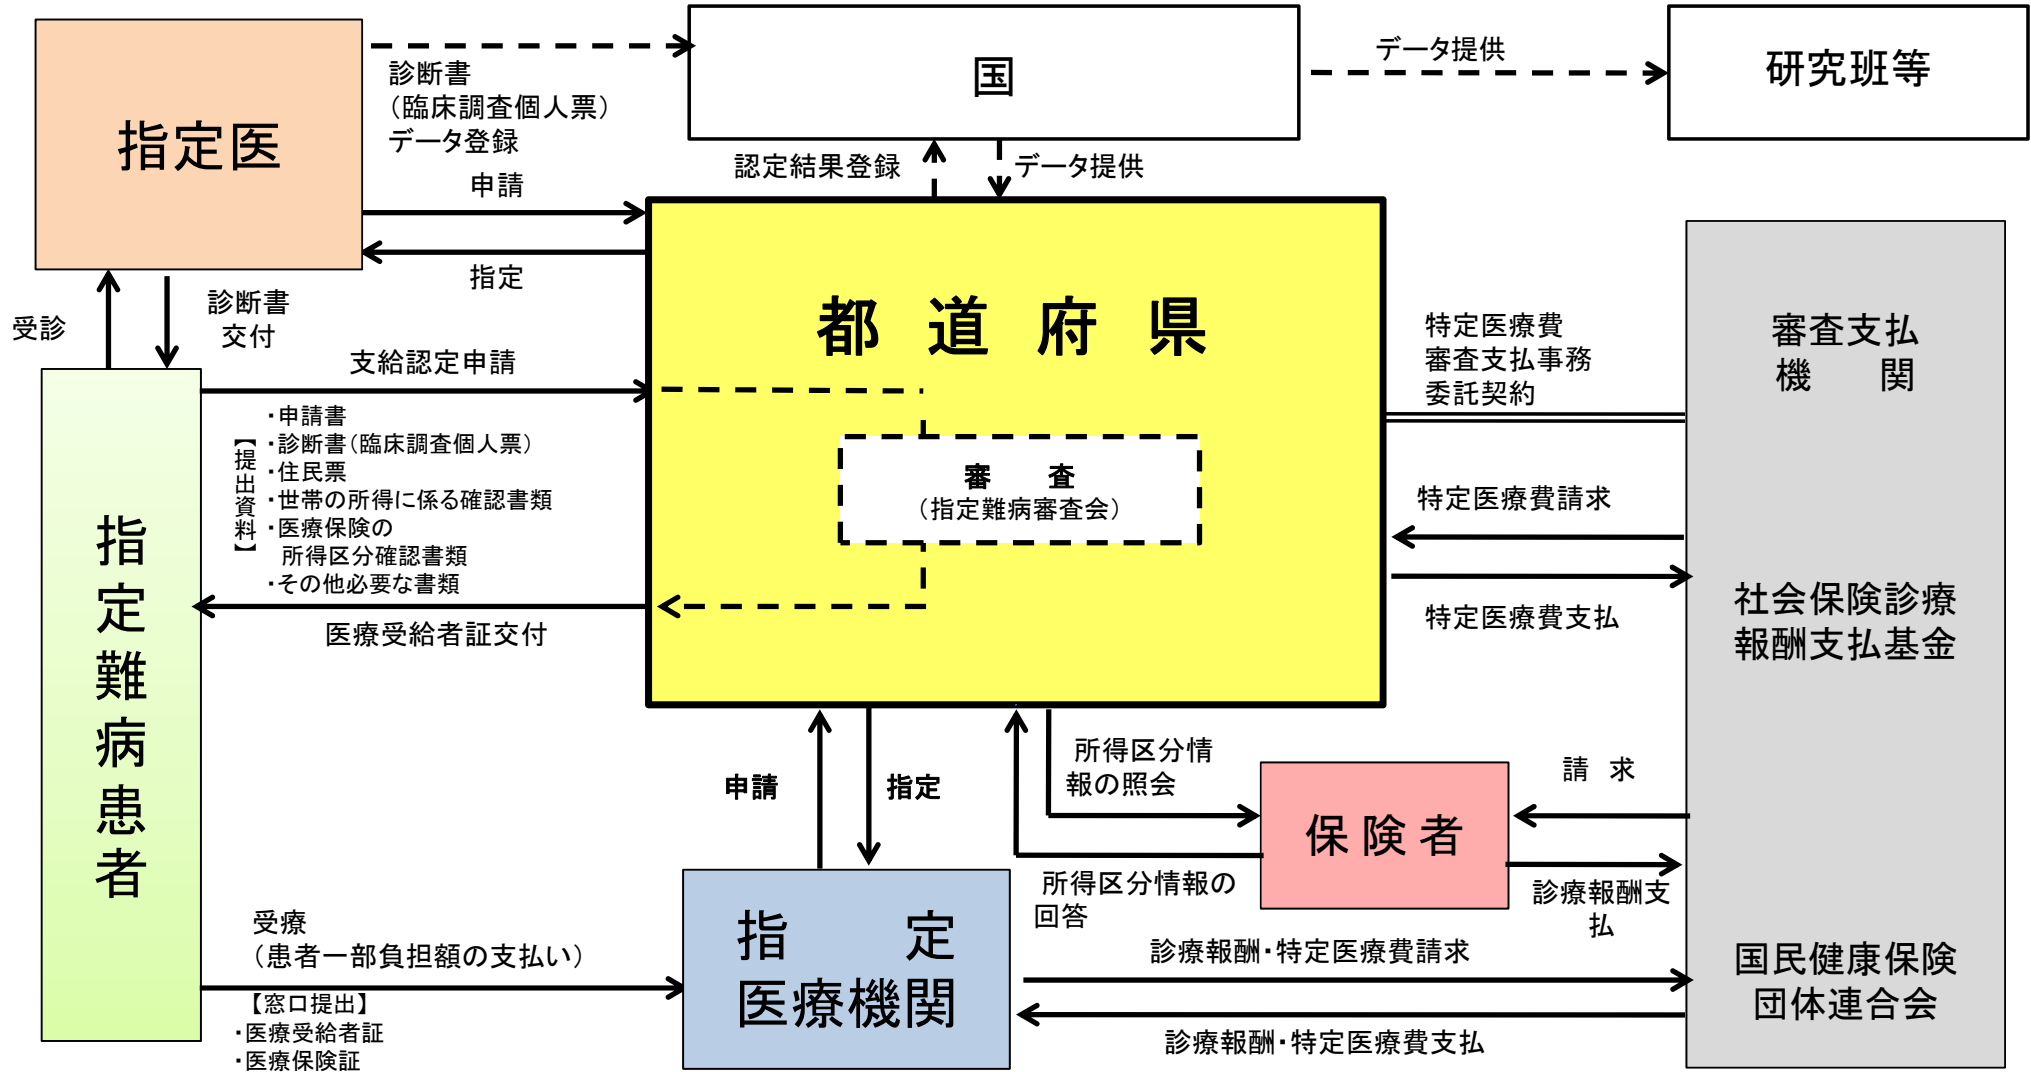 指定医
診断書
（臨床調査個人票）
データ登録
国
データ提供
研究班等
認定結果登録
データ提供
申請
指定
受診
診断書
交付
都　道　府　県
支給認定申請
【提出資料】
・申請書
・診断書（臨床調査個人票）
・住民票
・世帯の所得に係る確認書類
・医療保険の
所得区分確認書類
・その他必要な書類
審　　査
（指定難病審査会）
医療受給者証交付
指定難病患者
特定医療費
審査支払事務
委託契約
特定医療費請求
特定医療費支払
審査支払
機　　関
社会保険診療
報酬支払基金
国民健康保険
団体連合会
申請
指定
所得区分情
報の照会
所得区分情報の
回答
保険者
請　求
診療報酬支
払
受療
（患者一部負担額の支払い）
【窓口提出】
・医療受給者証
・医療保険証
指　　定
医療機関
診療報酬・特定医療費請求
診療報酬・特定医療費支払